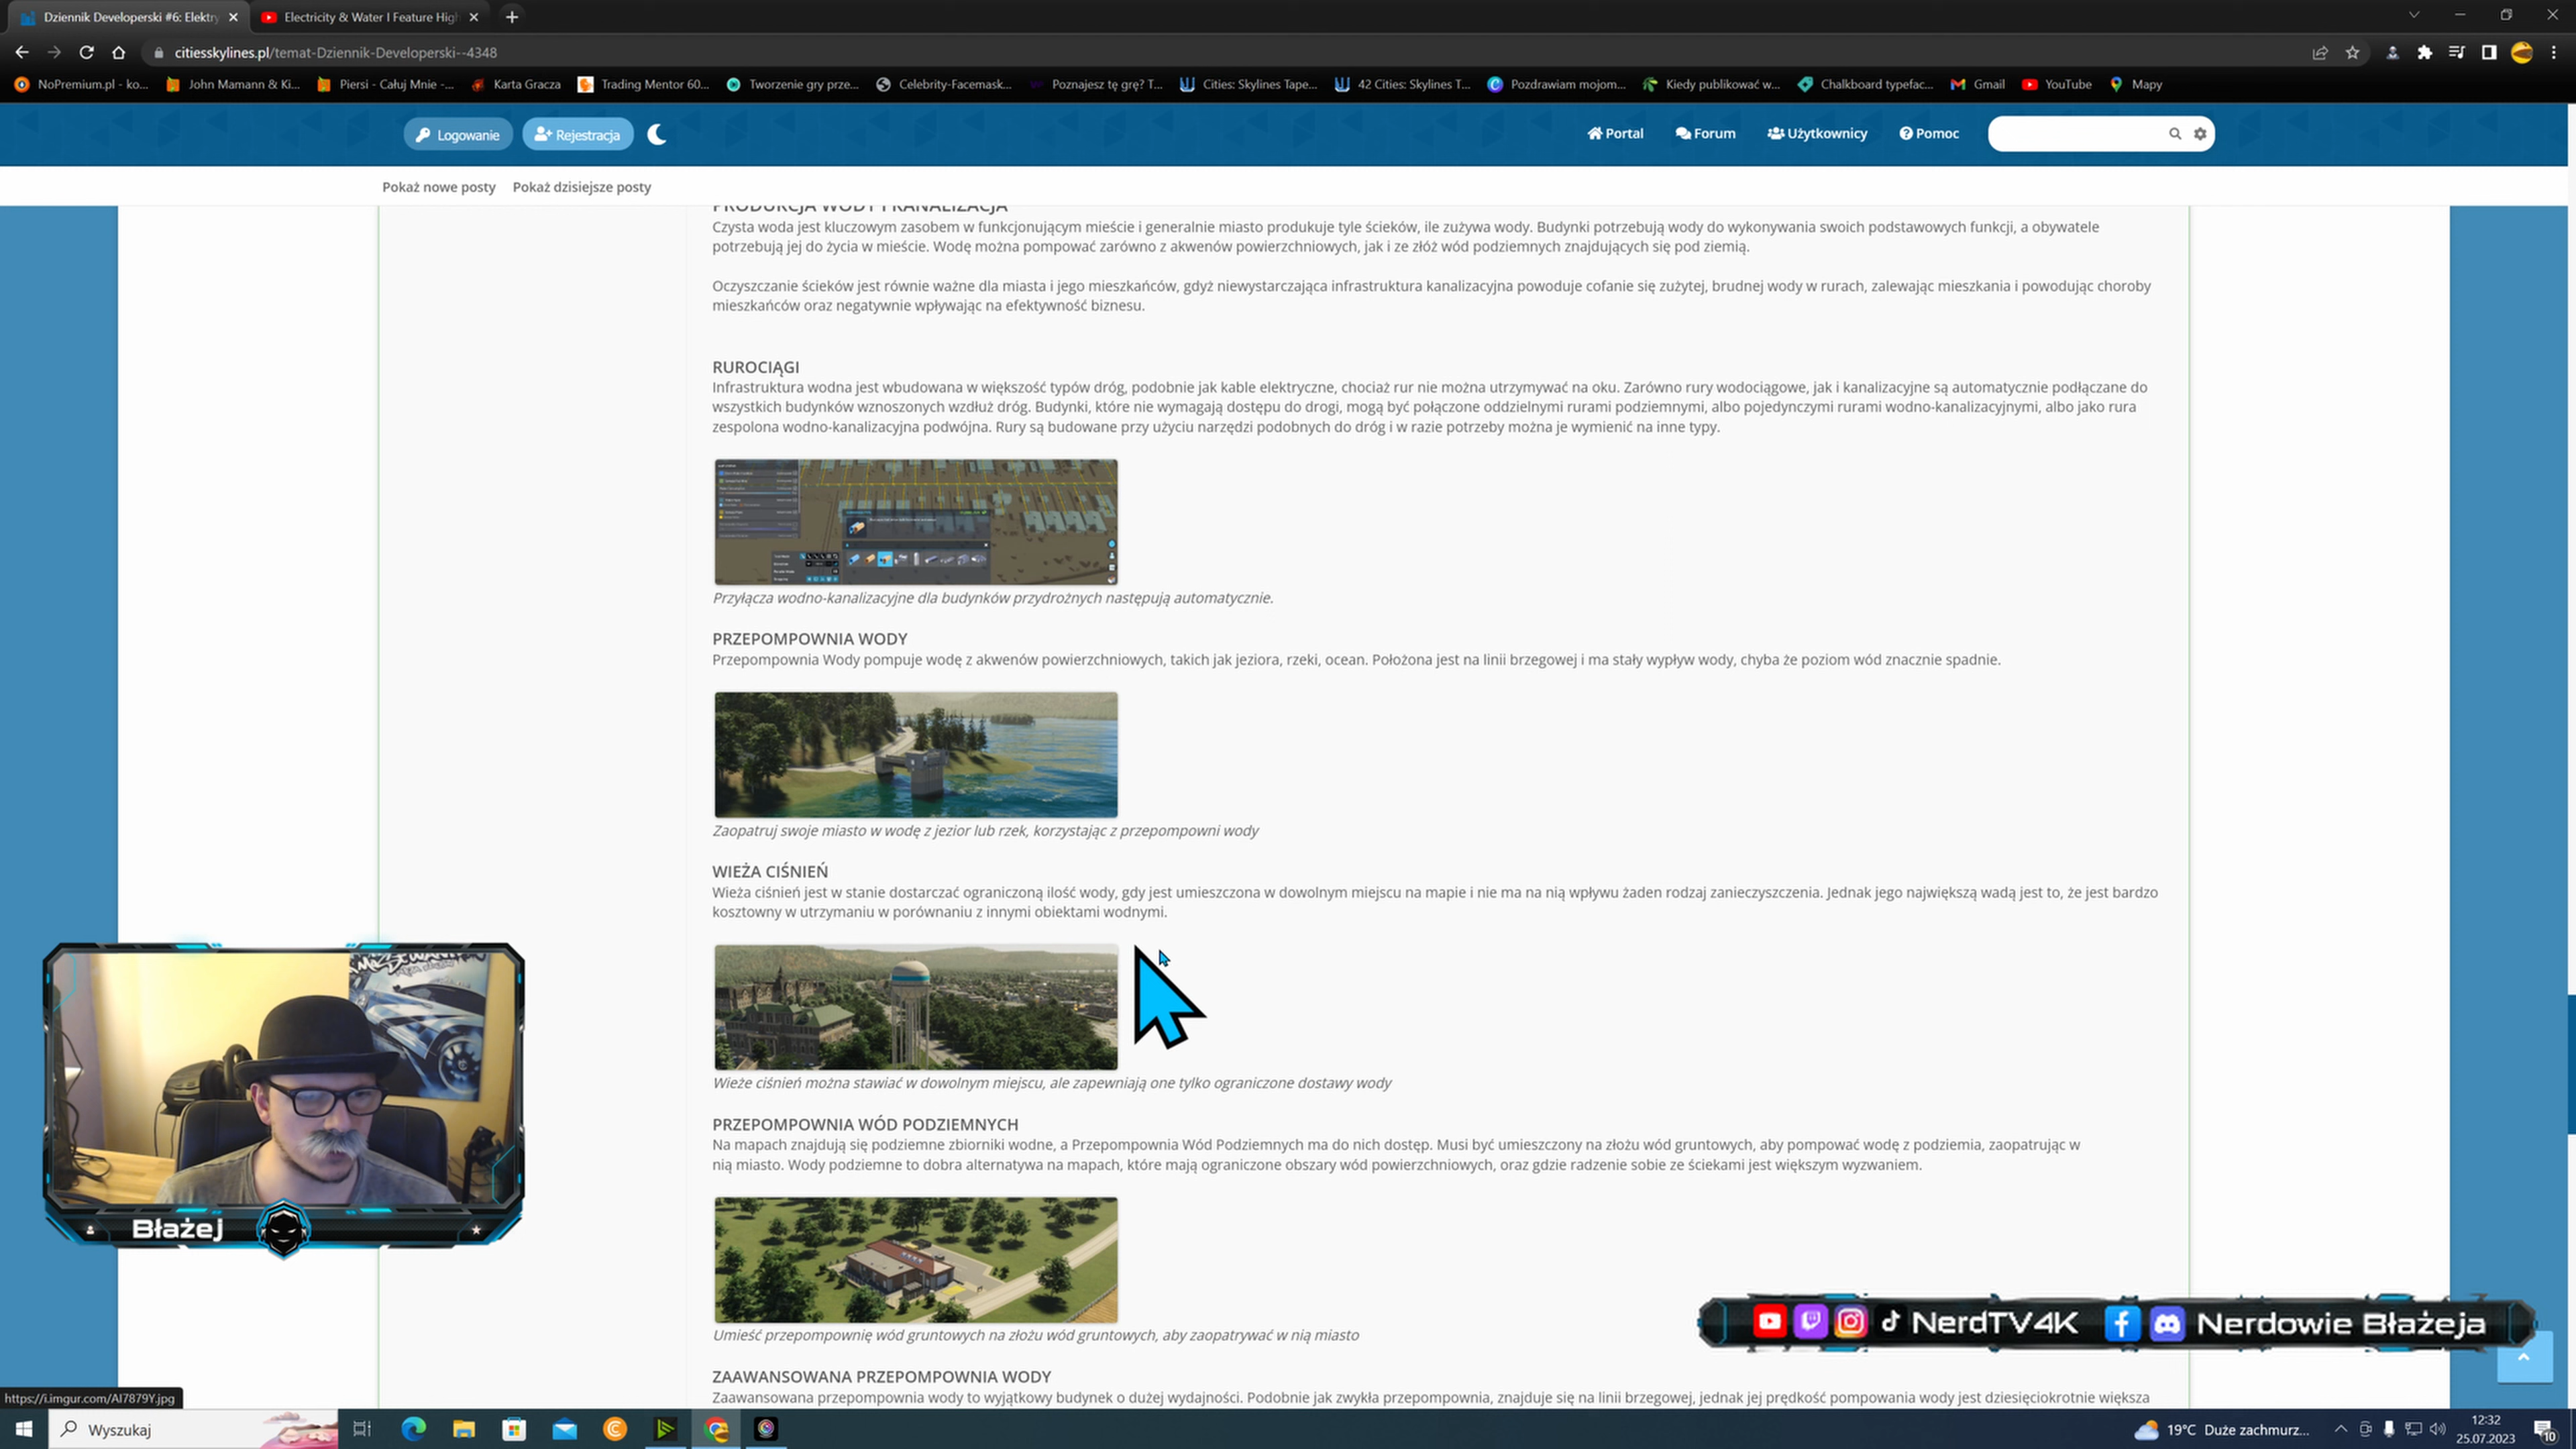 Dziennik Developerski #6: Elektry
Electricity & Water I Feature High
citiesskylines.pl/temat-Dziennik-Developerski--4348
NoPremium.pl - ko...
John Mamann & Ki...
Piersi - Całuj Mnie -...
Karta Gracza
Trading Mentor 60...
Tworzenie gry prze...
Celebrity-Facemask...
Poznajesz tę grę? T...
Cities: Skylines Tape...
42 Cities: Skylines T...
Pozdrawiam mojom...
Kiedy publikować w...
Chalkboard typefac...
Gmail
YouTube
Mapy
Logowanie
Rejestracja
Portal
Forum
Użytkownicy
Pomoc
Pokaż nowe posty
Pokaż dzisiejsze posty
PRODUKCJA WODY I KANALIZACJA
Czysta woda jest kluczowym zasobem w funkcjonującym mieście i generalnie miasto produkuje tyle ścieków, ile zużywa wody. Budynki potrzebują wody do wykonywania swoich podstawowych funkcji, a obywatele
potrzebują jej do życia w mieście. Wodę można pompować zarówno z akwenów powierzchniowych, jak i ze złóż wód podziemnych znajdujących się pod ziemią.
Oczyszczanie ścieków jest równie ważne dla miasta i jego mieszkańców, gdyż niewystarczająca infrastruktura kanalizacyjna powoduje cofanie się zużytej, brudnej wody w rurach, zalewając mieszkania i powodując choroby
mieszkańców oraz negatywnie wpływając na efektywność biznesu.
RUROCIĄGI
Infrastruktura wodna jest wbudowana w większość typów dróg, podobnie jak kable elektryczne, chociaż rur nie można utrzymywać na oku. Zarówno rury wodociągowe, jak i kanalizacyjne są automatycznie podłączane do
wszystkich budynków wznoszonych wzdłuż dróg. Budynki, które nie wymagają dostępu do drogi, mogą być połączone oddzielnymi rurami podziemnymi, albo pojedynczymi rurami wodno-kanalizacyjnymi, albo jako rura
zespolona wodno-kanalizacyjna podwójna. Rury są budowane przy użyciu narzędzi podobnych do dróg i w razie potrzeby można je wymienić na inne typy.
Przyłącza wodno-kanalizacyjne dla budynków przydrożnych następują automatycznie.
PRZEPOMPOWNIA WODY
Przepompownia Wody pompuje wodę z akwenów powierzchniowych, takich jak jeziora, rzeki, ocean. Położona jest na linii brzegowej i ma stały wypływ wody, chyba że poziom wód znacznie spadnie.
Zaopatruj swoje miasto w wodę z jezior lub rzek, korzystając z przepompowni wody
WIEŻA CIŚNIEŃ
Wieża ciśnień jest w stanie dostarczać ograniczoną ilość wody, gdy jest umieszczona w dowolnym miejscu na mapie i nie ma na nią wpływu żaden rodzaj zanieczyszczenia. Jednak jego największą wadą jest to, że jest bardzo
kosztowny w utrzymaniu w porównaniu z innymi obiektami wodnymi.
Wieże ciśnień można stawiać w dowolnym miejscu, ale zapewniają one tylko ograniczone dostawy wody
PRZEPOMPOWNIA WÓD PODZIEMNYCH
Na mapach znajdują się podziemne zbiorniki wodne, a Przepompownia Wód Podziemnych ma do nich dostęp. Musi być umieszczony na złożu wód gruntowych, aby pompować wodę z podziemia, zaopatrując w
nią miasto. Wody podziemne to dobra alternatywa na mapach, które mają ograniczone obszary wód powierzchniowych, oraz gdzie radzenie sobie ze ściekami jest większym wyzwaniem.
Umieść przepompownię wód gruntowych na złożu wód gruntowych, aby zaopatrywać w nią miasto
ZAAWANSOWANA PRZEPOMPOWNIA WODY
Zaawansowana przepompownia wody to wyjątkowy budynek o dużej wydajności. Podobnie jak zwykła przepompownia, znajduje się na linii brzegowej, jednak jej prędkość pompowania wody jest dziesięciokrotnie większa
Błażej
NerdTV4K
Nerdowie Błażeja
https://i.imgur.com/AI7879Y.jpg
Wyszukaj
19°C Duże zachmurz...
12:32
25.07.2023
10